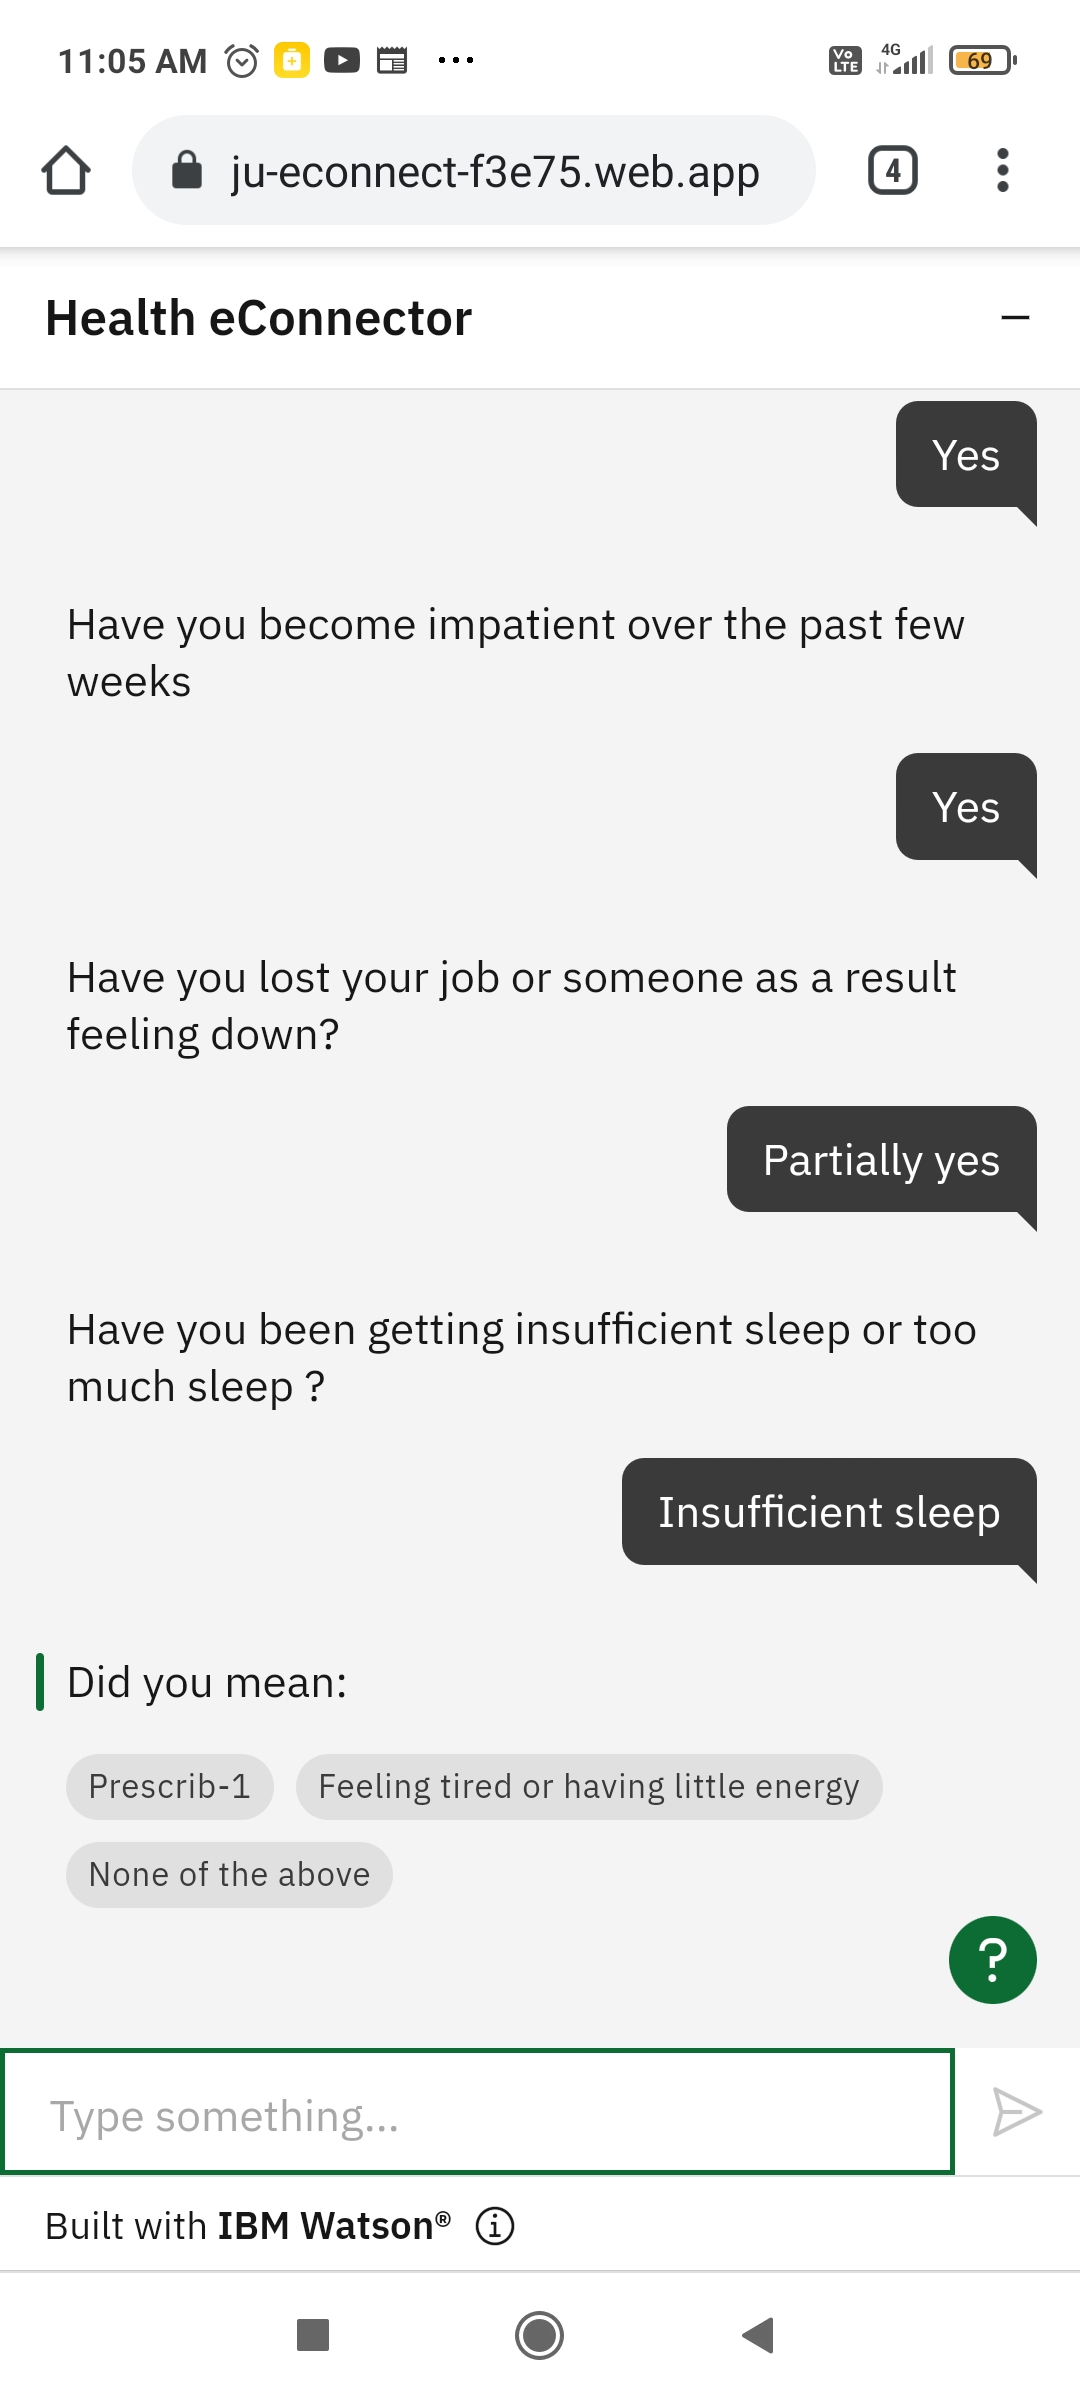 11:05 AM
Vo LTE 4G 69
ju-econnect-f3e75.web.app
4
Health eConnector
Yes
Have you become impatient over the past few
weeks
Yes
Have you lost your job or someone as a result
feeling down?
Partially yes
Have you been getting insufficient sleep or too
much sleep ?
Insufficient sleep
Did you mean:
Prescrib-1 Feeling tired or having little energy
None of the above
?
Type something...
Built with IBM Watson®